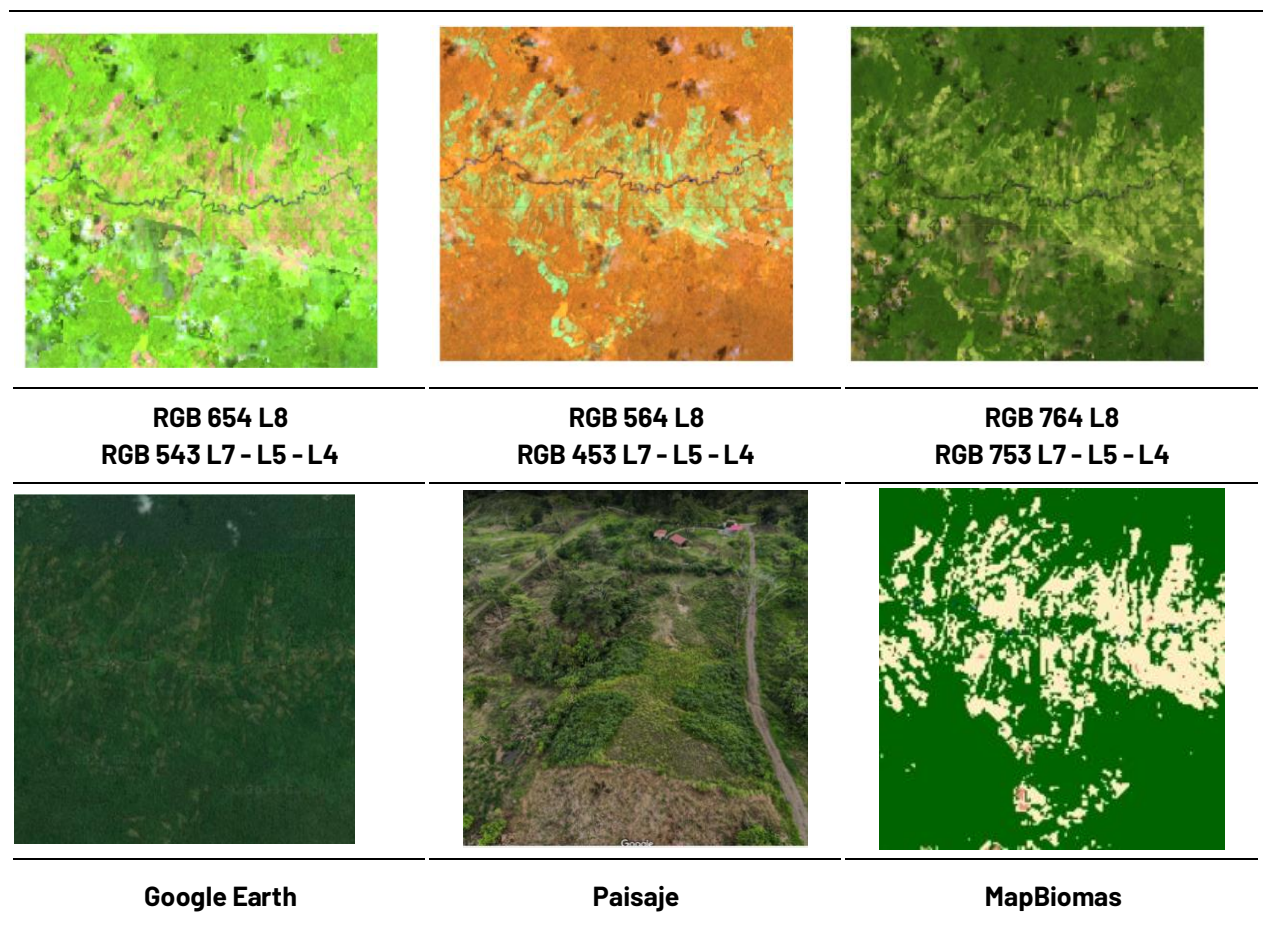 RGB 654 L8
RGB 543 L7 - L5 - L4
RGB 564 L8
RGB 453 L7 - L5 - L4
RGB 764 L8
RGB 753 L7 - L5 - L4
Google
Google Earth
Paisaje
MapBiomas